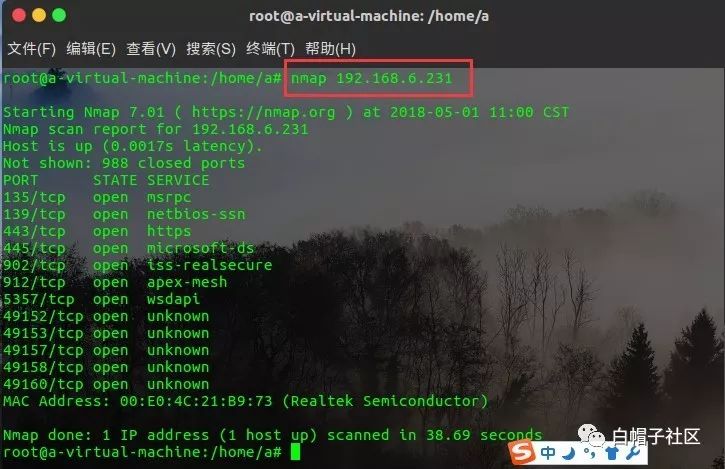 root@a-virtual-machine: /home/a
文件(F) 编辑(E) 查看(V) 搜索(S) 终端(T) 帮助(H)
root@a-virtual-machine:/home/a# nmap 192.168.6.231
Starting Nmap 7.01 ( https://nmap.org ) at 2018-05-01 11:00 CST
Nmap scan report for 192.168.6.231
Host is up (0.0017s latency).
Not shown: 988 closed ports
PORT STATE SERVICE
135/tcp open msrpc
139/tcp open netbios-ssn
443/tcp open https
445/tcp open microsoft-ds
902/tcp open iss-realsecure
912/tcp open apex-mesh
5357/tcp open wsdapi
49152/tcp open unknown
49153/tcp open unknown
49157/tcp open unknown
49158/tcp open unknown
49160/tcp open unknown
MAC Address: 00:E0:4C:21:B9:73 (Realtek Semiconductor)
Nmap done: 1 IP address (1 host up) scanned in 38.69 seconds
白帽子社区
root@a-virtual-machine:/home/a#
S 中